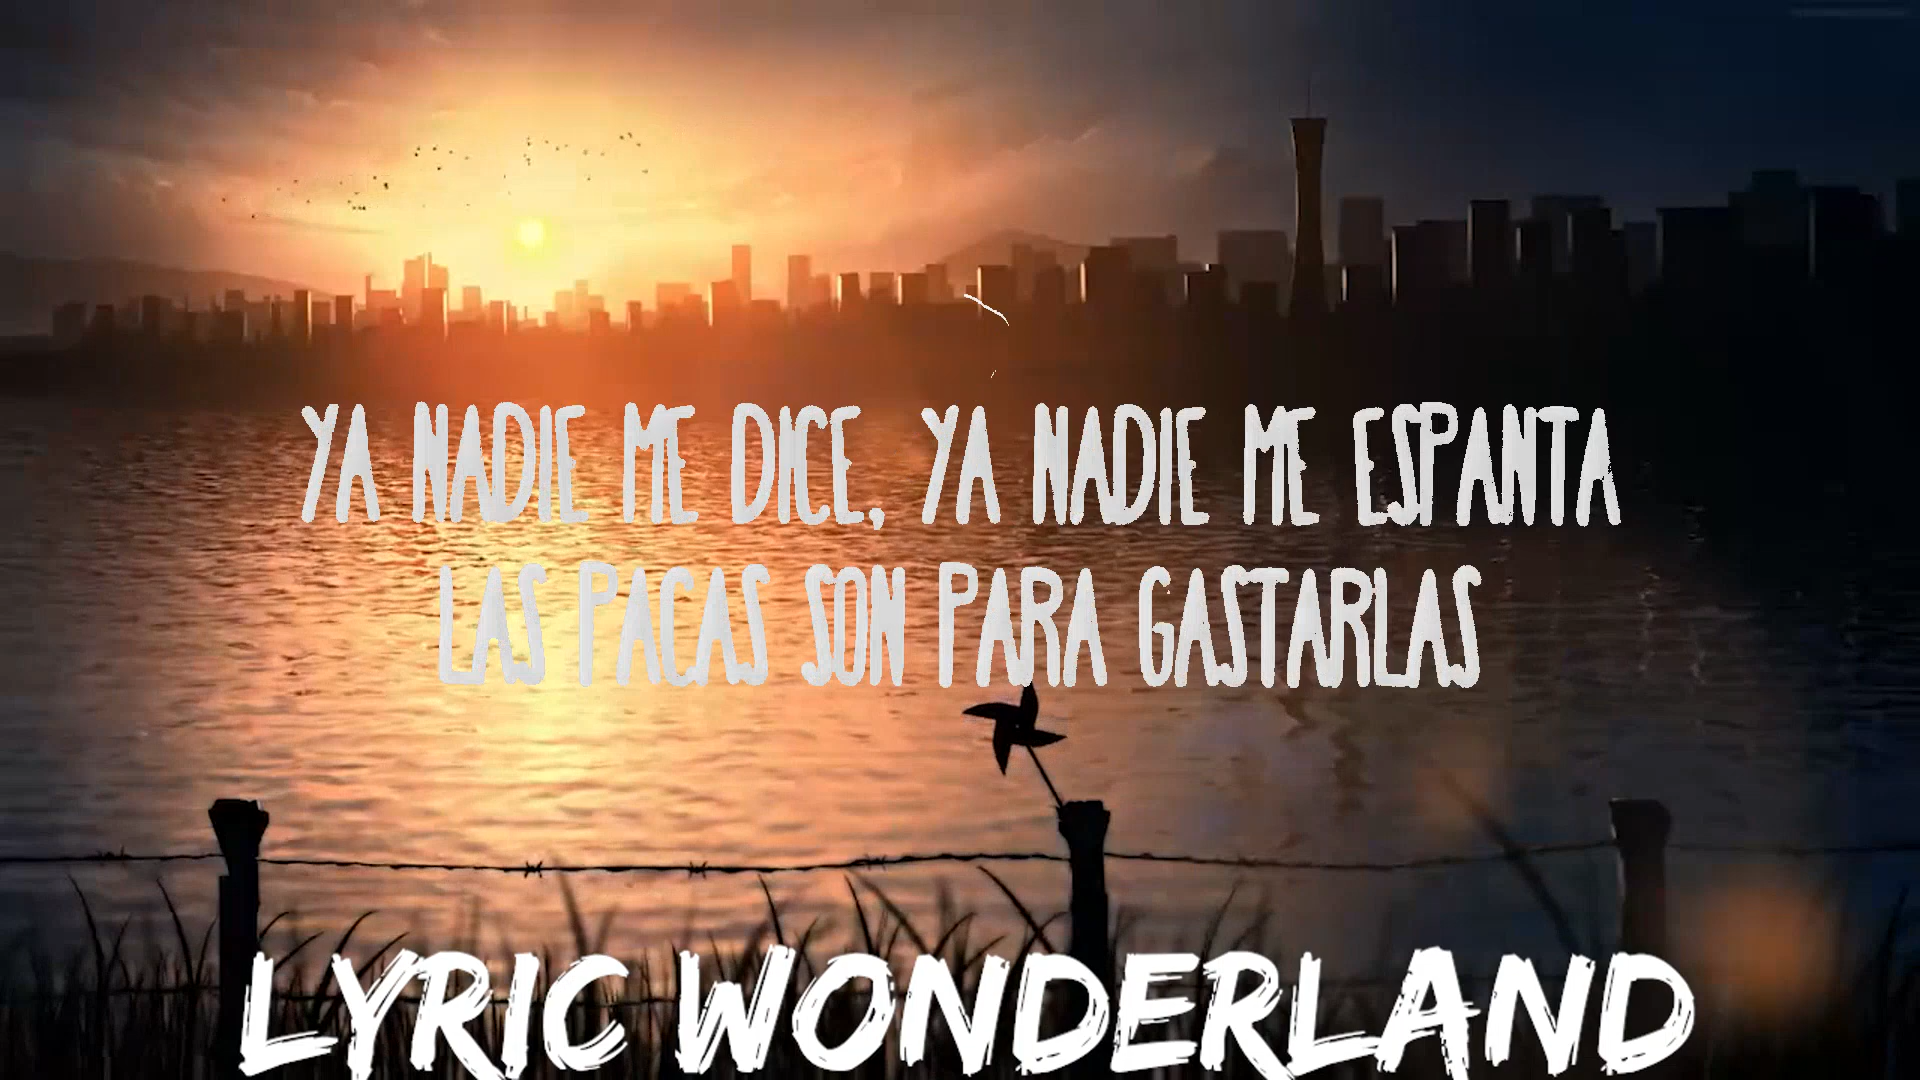 YA NADIE ME DICE, YA NADIE ME ESPANTA
LAS PACAS SON PARA GASTARLAS
LYRIC WONDERLAND